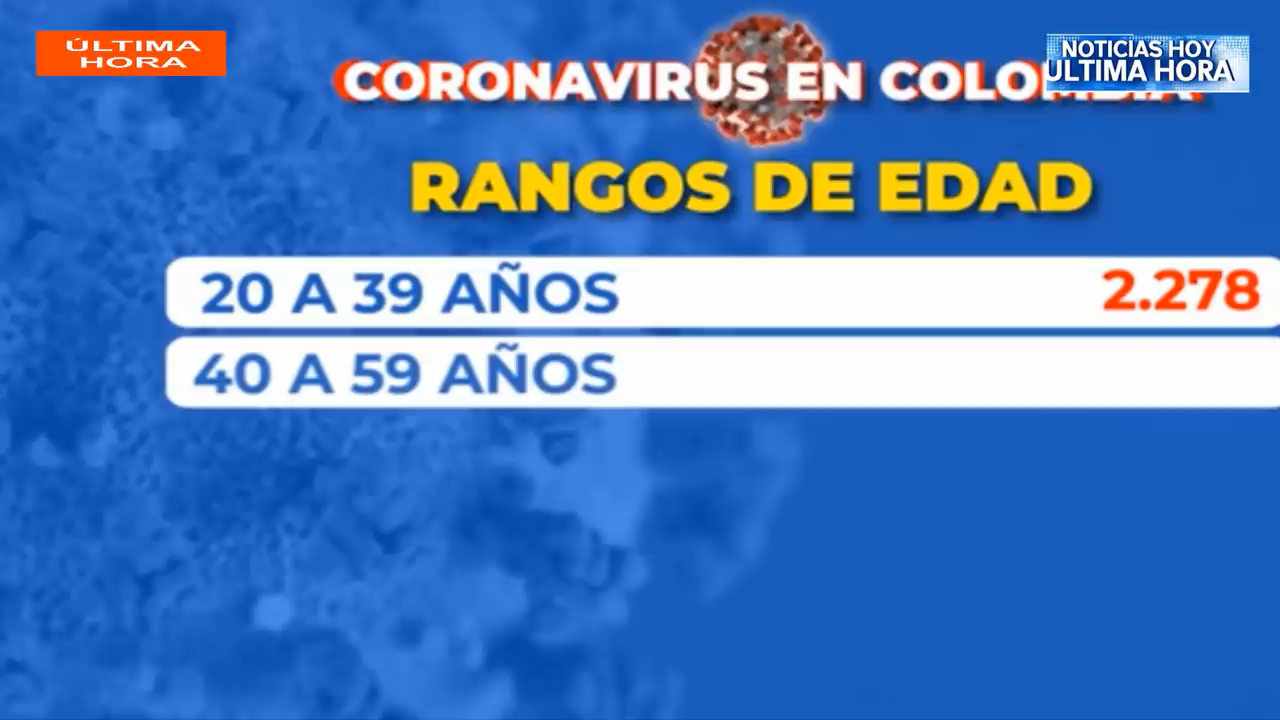 ÚLTIMA
HORA
NOTICIAS HOY
ULTIMA HORA
CORONAVIRUS EN COLOMBIA
RANGOS DE EDAD
20 A 39 AÑOS 2.278
40 A 59 AÑOS